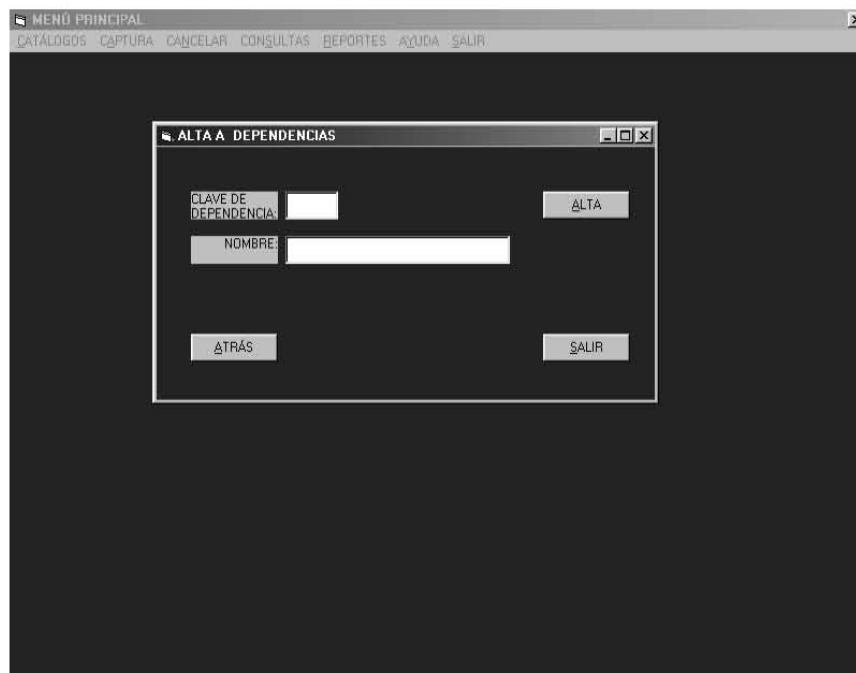 MENÚ PRINCIPAL
CATÁLOGOS CAPTURA CANCELAR CONSULTAS REPORTES AYUDA SALIR
ALTA A DEPENDENCIAS
CLAVE DE
DEPENDENCIA:
ALTA
NOMBRE:
ATRÁS
SALIR